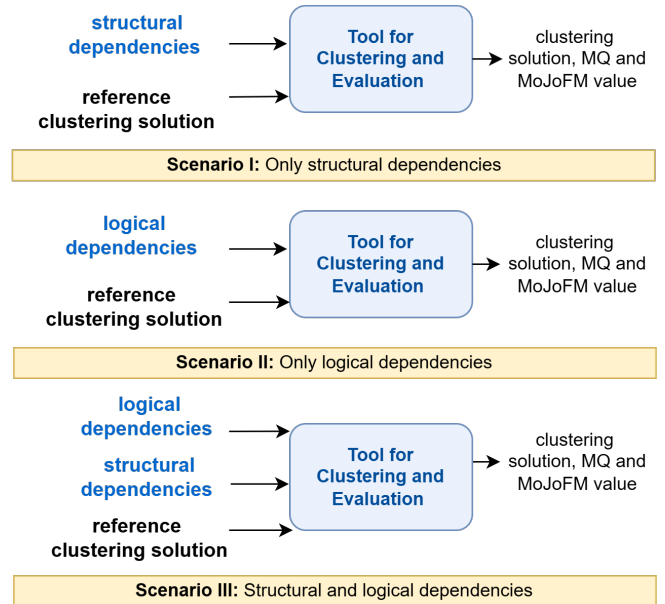 structural
dependencies
reference
clustering solution
Tool for
Clustering and
Evaluation
clustering
solution, MQ and
MoJoFM value
Scenario I: Only structural dependencies
logical
dependencies
reference
clustering solution
Tool for
Clustering and
Evaluation
clustering
solution, MQ and
MoJoFM value
Scenario II: Only logical dependencies
logical
dependencies
structural
dependencies
reference
clustering solution
Tool for
Clustering and
Evaluation
clustering
solution, MQ and
MoJoFM value
Scenario III: Structural and logical dependencies